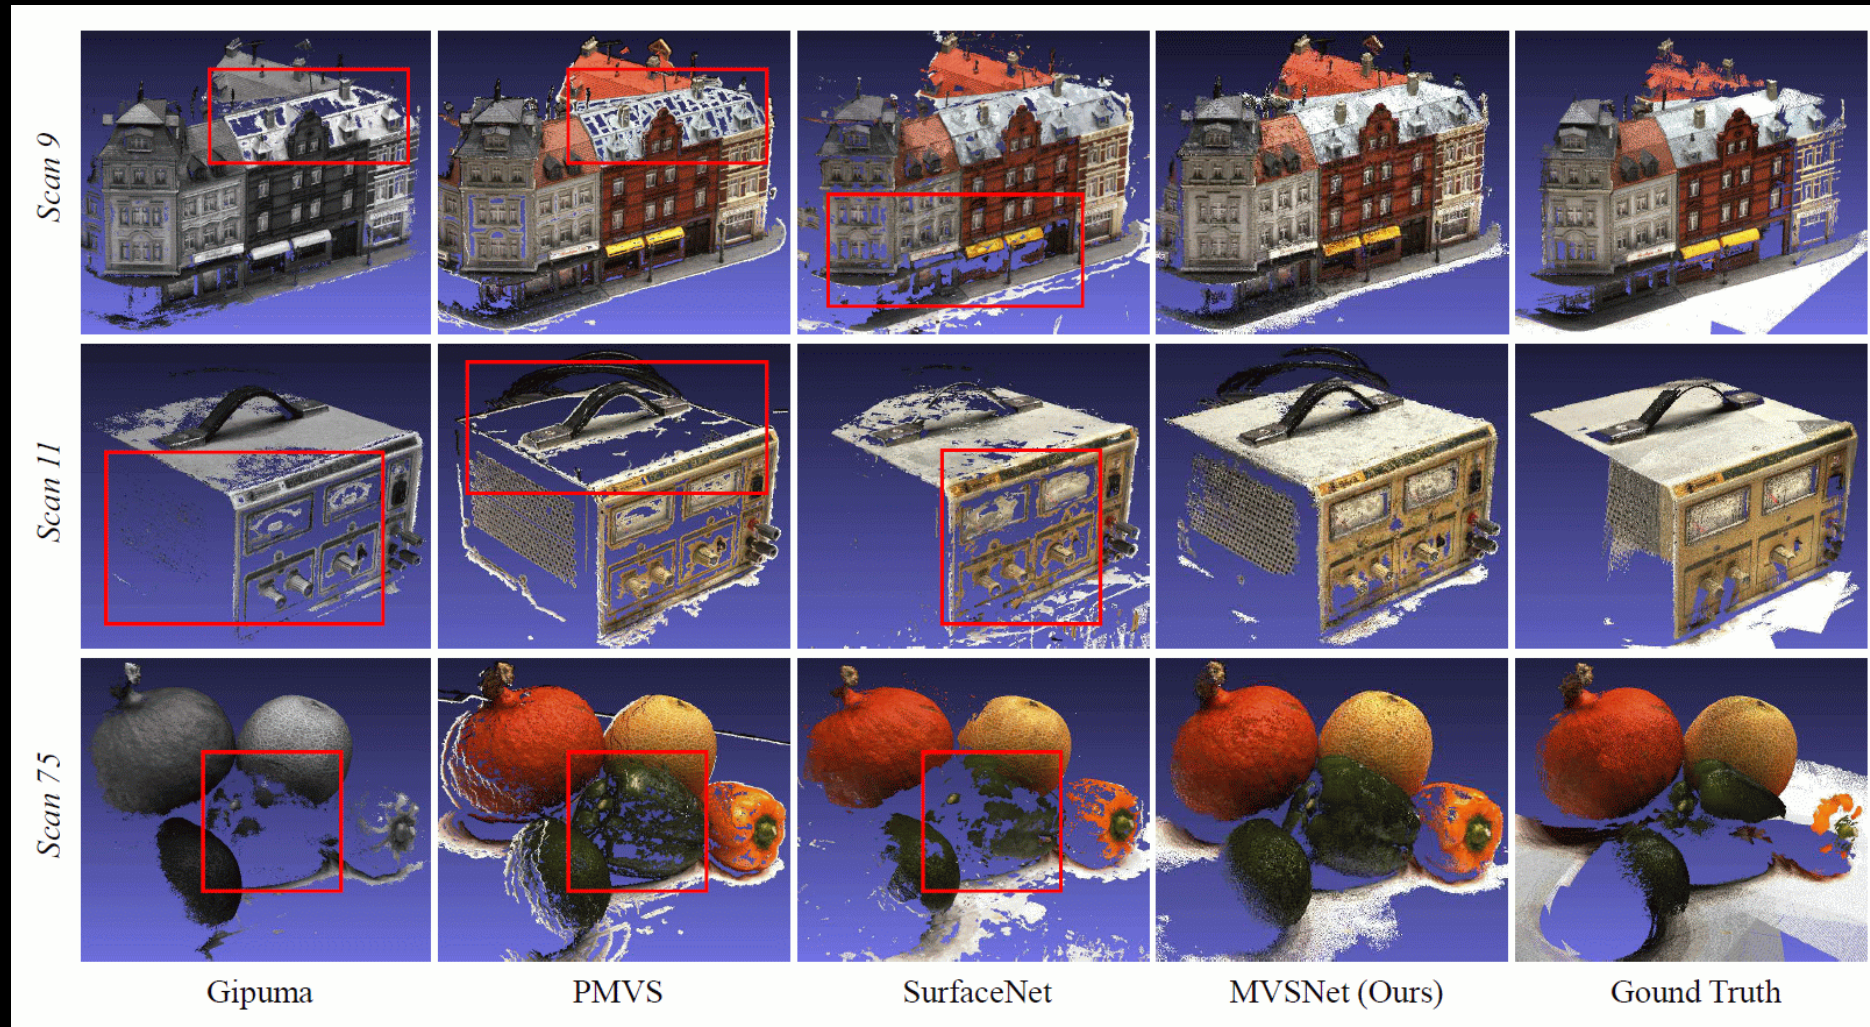 Scan 9
Scan 11
Scan 75
Gipuma PMVS SurfaceNet MVSNet (Ours) Gound Truth